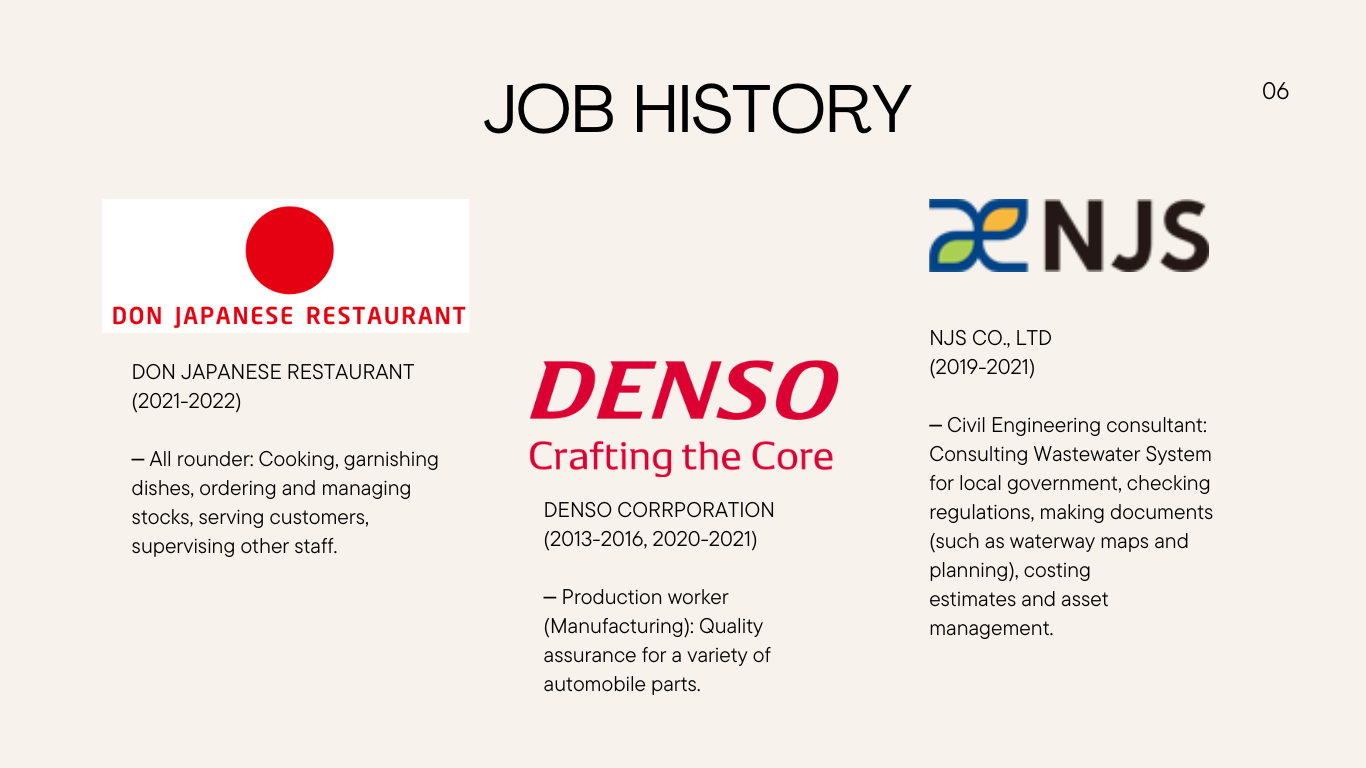 JOB HISTORY
06
DON JAPANESE RESTAURANT
DON JAPANESE RESTAURANT
(2021-2022)
– All rounder: Cooking, garnishing
dishes, ordering and managing
stocks, serving customers,
supervising other staff.
DENSO
Crafting the Core
DENSO CORRPORATION
(2013-2016, 2020-2021)
– Production worker
(Manufacturing): Quality
assurance for a variety of
automobile parts.
NJS
NJS CO., LTD
(2019-2021)
– Civil Engineering consultant:
Consulting Wastewater System
for local government, checking
regulations, making documents
(such as waterway maps and
planning), costing
estimates and asset
management.